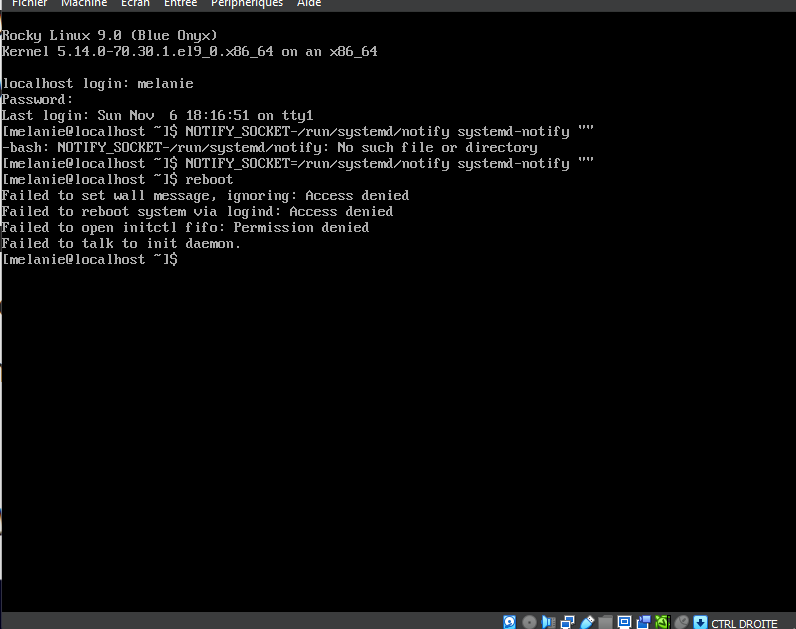 Fichier Machine Écran Entrée Périphériques Aide
Rocky Linux 9.0 (Blue Onyx)
Kernel 5.14.0-70.30.1.el9_0.x86_64 on an x86_64
localhost login: melanie
Password:
Last login: Sun Nov  6 18:16:51 on tty1
[melanie@localhost ~]$ NOTIFY_SOCKET-/run/systemd/notify systemd-notify ""
-bash: NOTIFY_SOCKET-/run/systemd/notify: No such file or directory
[melanie@localhost ~]$ NOTIFY_SOCKET=/run/systemd/notify systemd-notify ""
[melanie@localhost ~]$ reboot
Failed to set wall message, ignoring: Access denied
Failed to reboot system via logind: Access denied
Failed to open initctl fifo: Permission denied
Failed to talk to init daemon.
[melanie@localhost ~]$
CTRL DROITE